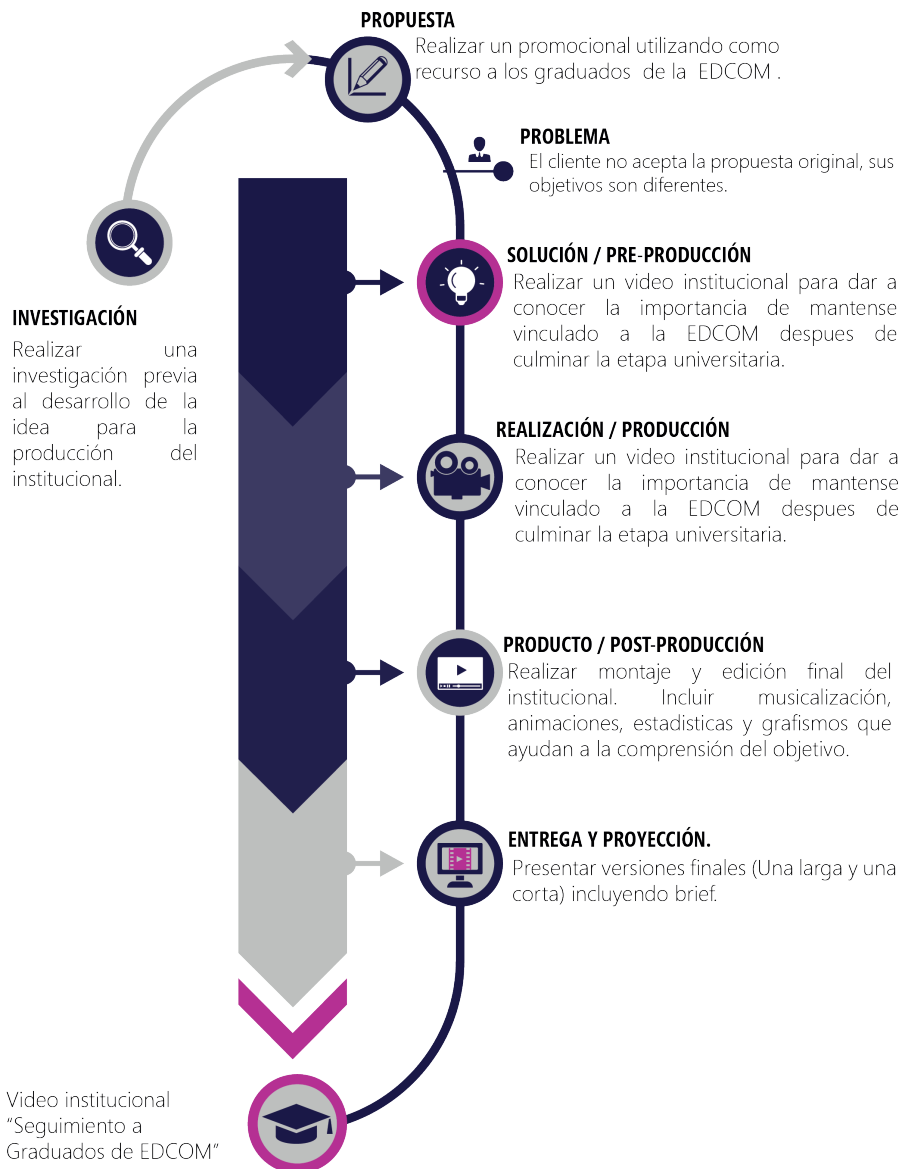 PROPUESTA
Realizar un promocional utilizando como
recurso a los graduados de la EDCOM .
PROBLEMA
El cliente no acepta la propuesta original, sus
objetivos son diferentes.
INVESTIGACIÓN
Realizar una
investigación previa
al desarrollo de la
idea para la
producción del
institucional.
SOLUCIÓN / PRE-PRODUCCIÓN
Realizar un video institucional para dar a
conocer la importancia de mantense
vinculado a la EDCOM despues de
culminar la etapa universitaria.
REALIZACIÓN / PRODUCCIÓN
Realizar un video institucional para dar a
conocer la importancia de mantense
vinculado a la EDCOM despues de
culminar la etapa universitaria.
PRODUCTO / POST-PRODUCCIÓN
Realizar montaje y edición final del
institucional. Incluir musicalización,
animaciones, estadisticas y grafismos que
ayudan a la comprensión del objetivo.
ENTREGA Y PROYECCIÓN.
Presentar versiones finales (Una larga y una
corta) incluyendo brief.
Video institucional
“Seguimiento a
Graduados de EDCOM”